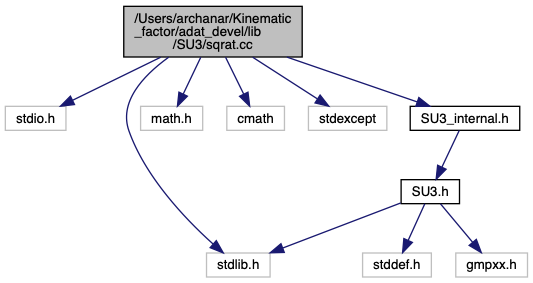 /Users/archanar/Kinematic
_factor/adat_devel/lib
/SU3/sqrat.cc
stdio.h
math.h
cmath
stdexcept
SU3_internal.h
SU3.h
stdlib.h
stddef.h
gmpxx.h